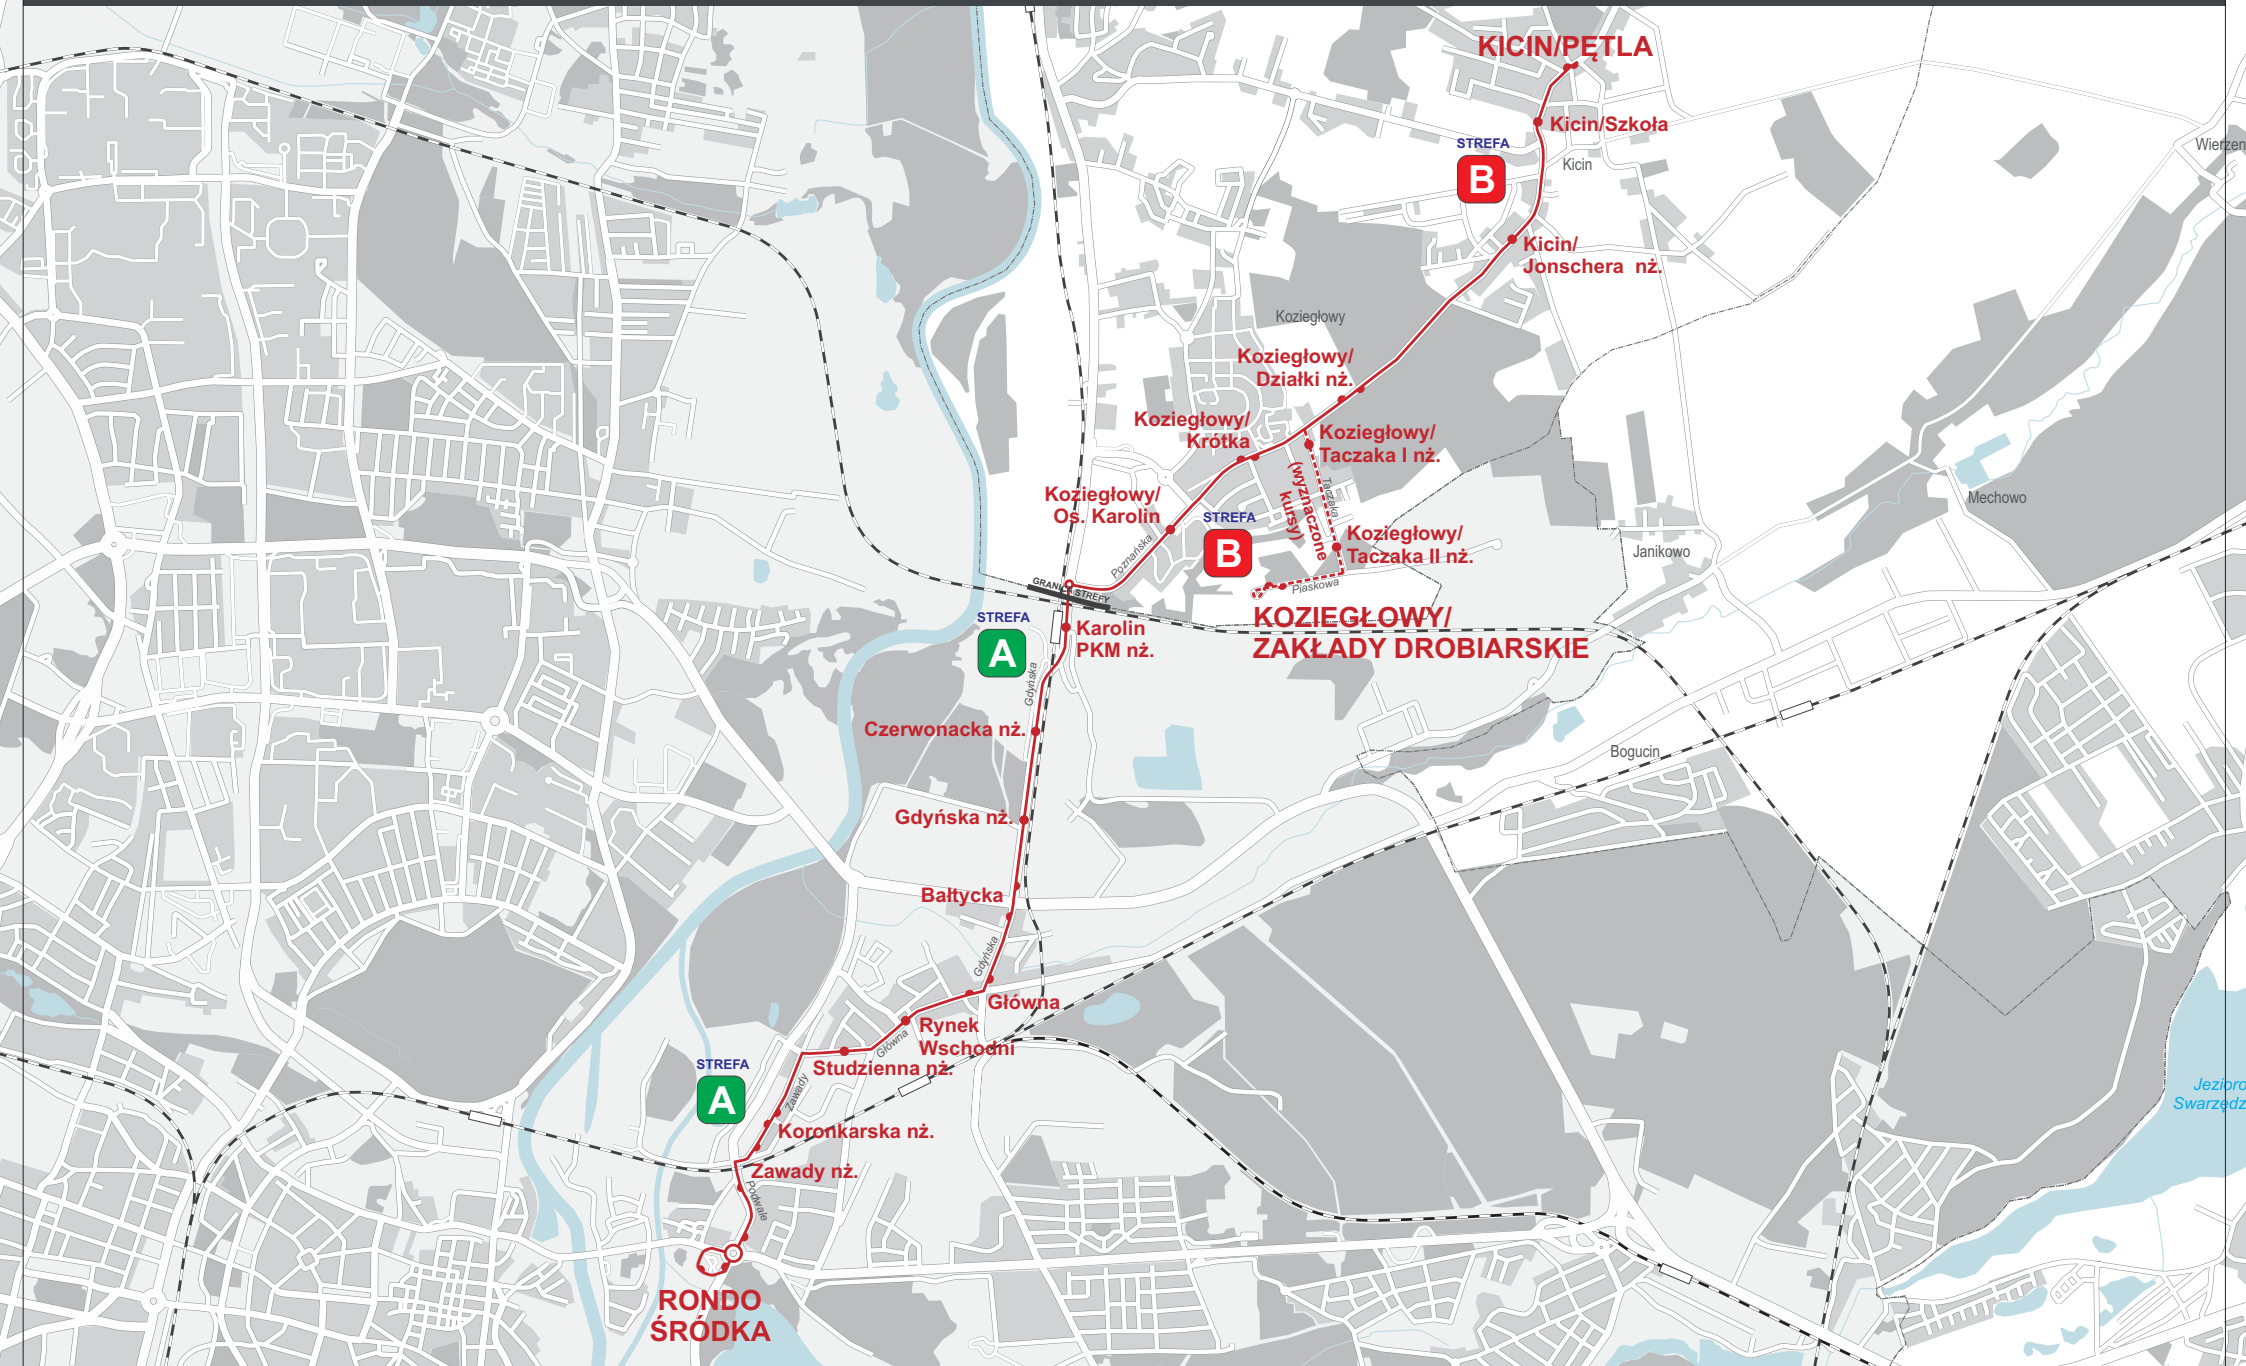 KICIN/PĘTLA
Kicin/Szkoła
STREFA
B
Kicin
Wierzen
Kicin/
Jonschera nż.
Koziegłowy
Koziegłowy/
Działki nż.
Koziegłowy/
Krótka
Koziegłowy/
Taczaka I nż.
(wyznaczone
kursy)
Taczaka
Koziegłowy/
Os. Karolin
STREFA
B
Koziegłowy/
Taczaka II nż.
Mechowo
Janikowo
Poznańska
Piaskowa
GRANICA STREFY
KOZIEGŁOWY/
ZAKŁADY DROBIARSKIE
STREFA
A
Karolin
PKM nż.
Gdyńska
Czerwonacka nż.
Bogucin
Gdyńska nż.
Bałtycka
Gdyńska
Główna
Rynek
Wschodni
Główna
Studzienna nż.
STREFA
A
Zawady
Jezioro
Swarzędz
Koronkarska nż.
Zawady nż.
Podwale
RONDO
ŚRÓDKA